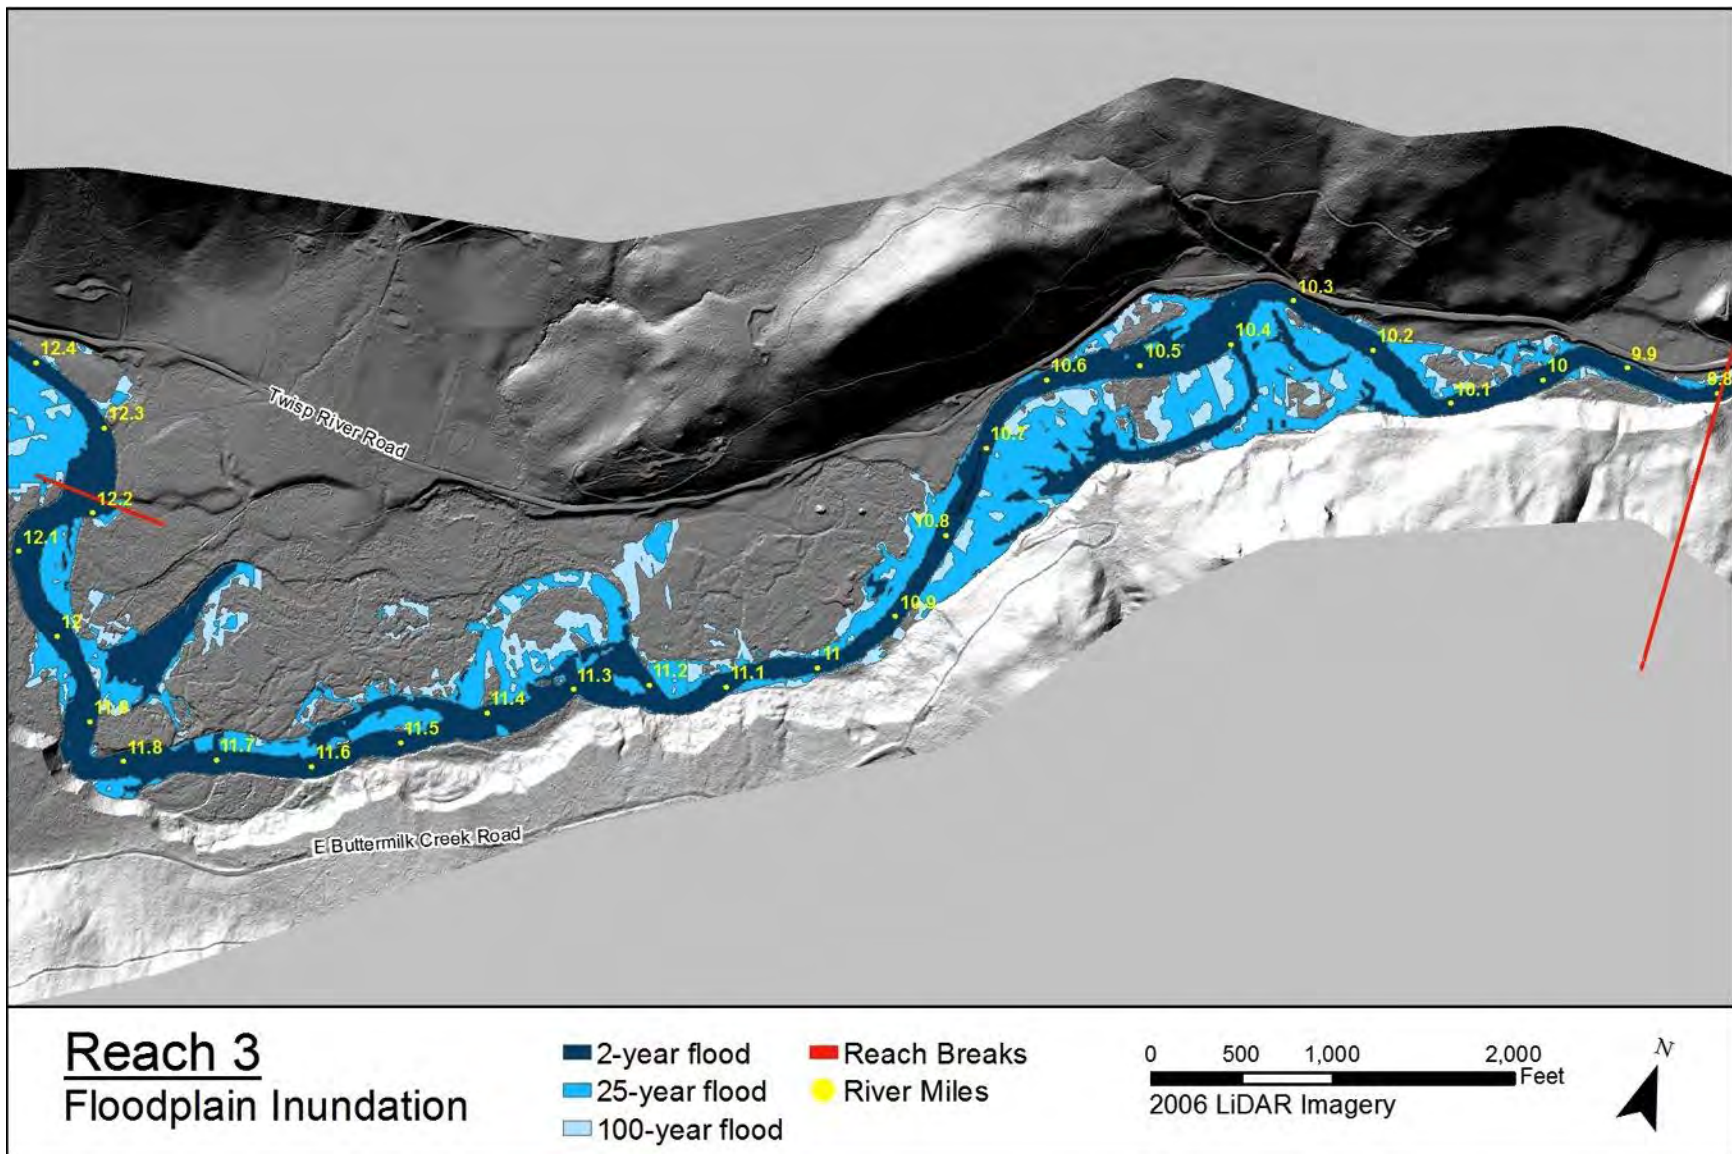 10.3
10.4
10.2
12.4
10.5
9.9
10.6
10
9.8
12.3
Twisp River Road
10.1
10.7
12.2
10.8
12.1
10.9
12
11
11.2
11.1
11.3
11.4
11.5
11.8
11.7
11.6
E Buttermilk Creek Road
Reach 3
Floodplain Inundation
2-year flood
25-year flood
100-year flood
Reach Breaks
River Miles
0 500 1,000 2,000
Feet
2006 LiDAR Imagery
N